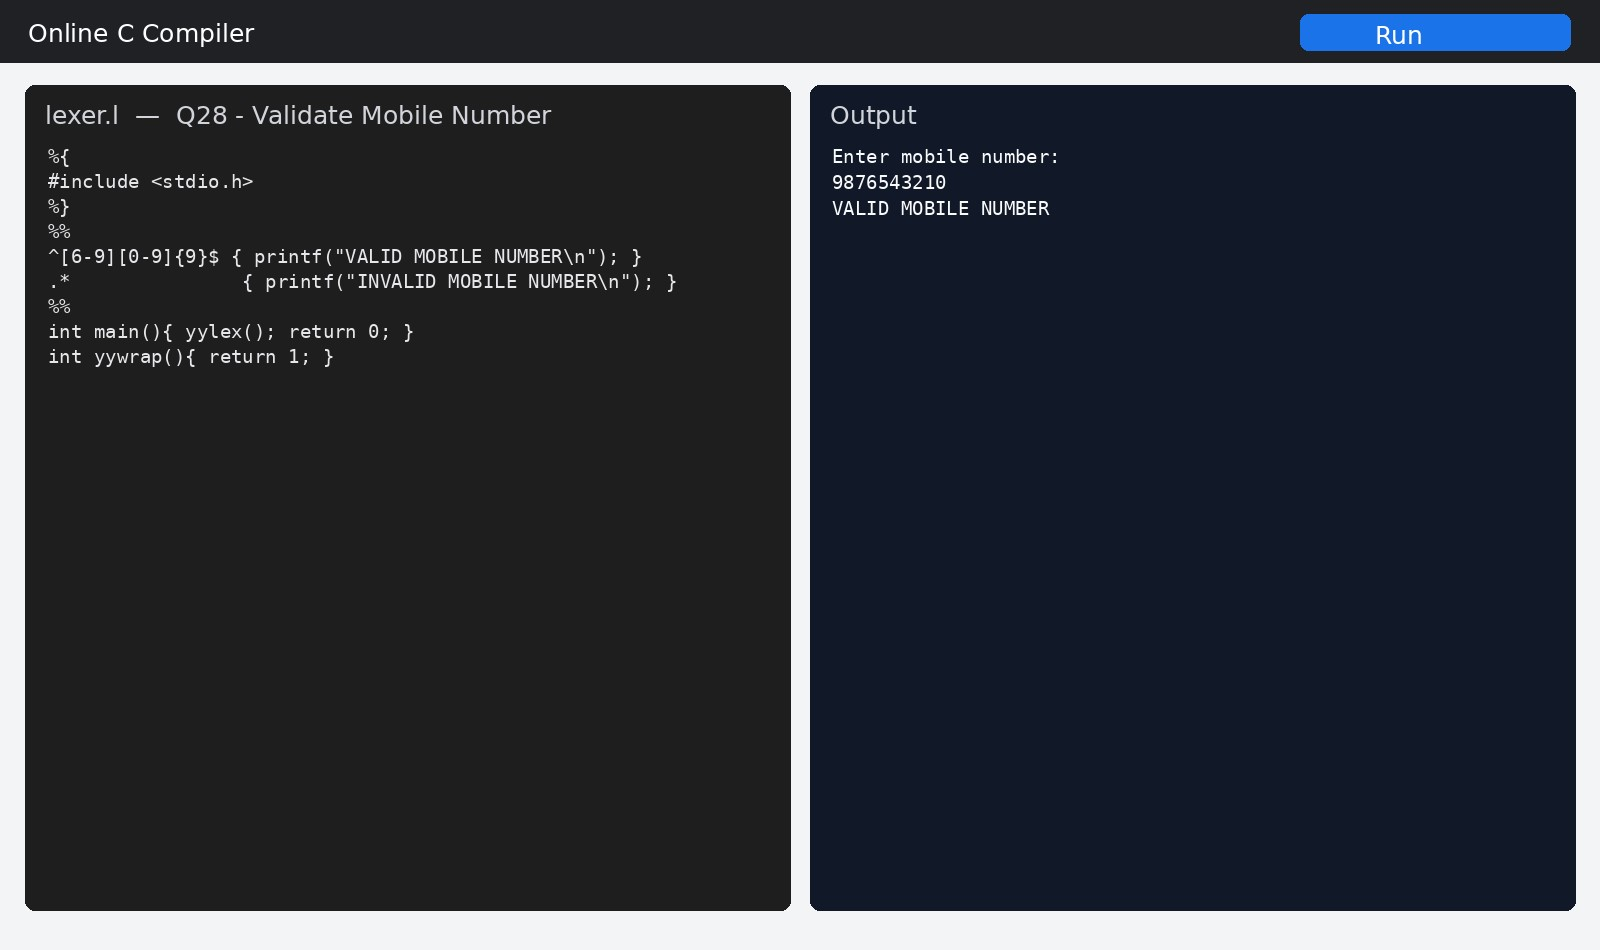 Online C Compiler
Run
lexer.l — Q28 - Validate Mobile Number
%{
#include <stdio.h>
%}
%%
^[6-9][0-9]{9}$ { printf("VALID MOBILE NUMBER\n"); }
.*               { printf("INVALID MOBILE NUMBER\n"); }
%%
int main(){ yylex(); return 0; }
int yywrap(){ return 1; }
Output
Enter mobile number:
9876543210
VALID MOBILE NUMBER